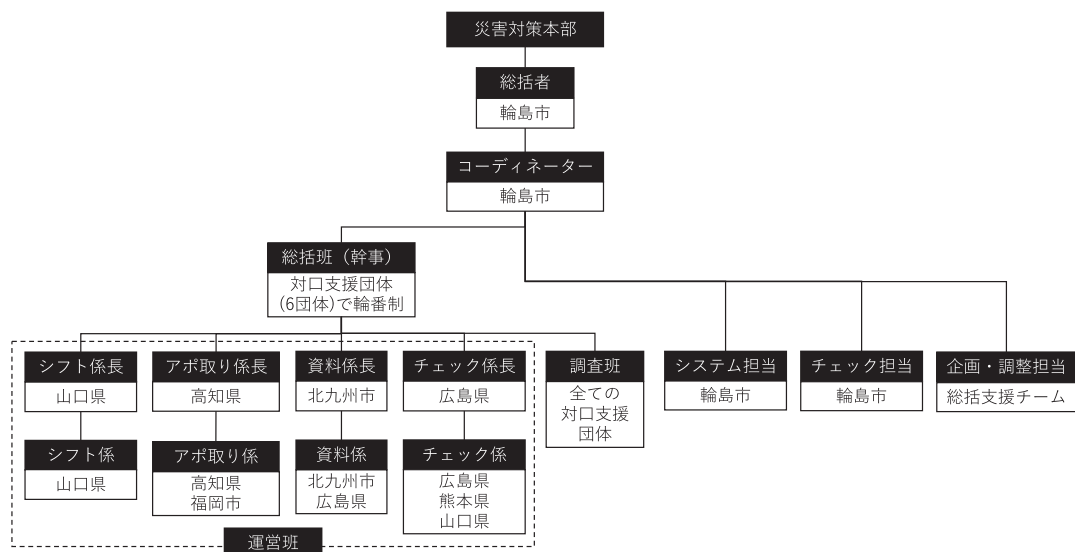 災害対策本部
総括者
輪島市
コーディネーター
輪島市
総括班（幹事）
対口支援団体
(6団体)で輪番制
シフト係長
山口県
アポ取り係長
高知県
資料係長
北九州市
チェック係長
広島県
調査班
全ての
対口支援
団体
システム担当
輪島市
チェック担当
輪島市
企画・調整担当
総括支援チーム
シフト係
山口県
アポ取り係
高知県
福岡市
資料係
北九州市
広島県
チェック係
広島県
熊本県
山口県
運営班